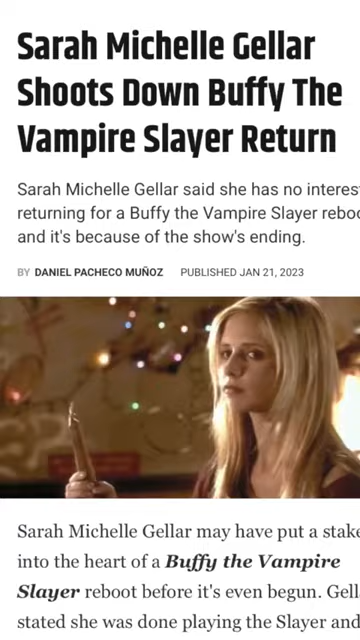 Sarah Michelle Gellar
Shoots Down Buffy The
Vampire Slayer Return
Sarah Michelle Gellar said she has no
returning for a Buffy the Vampire Slayer
and it's because of the show's ending.
BY DANIEL PACHECO MUÑOZ PUBLISHED JAN 21, 2023
Sarah Michelle Gellar may have put a stake
into the heart of a Buffy the Vampire
Slayer reboot before it's even begun.
stated she was done playing the Slayer and